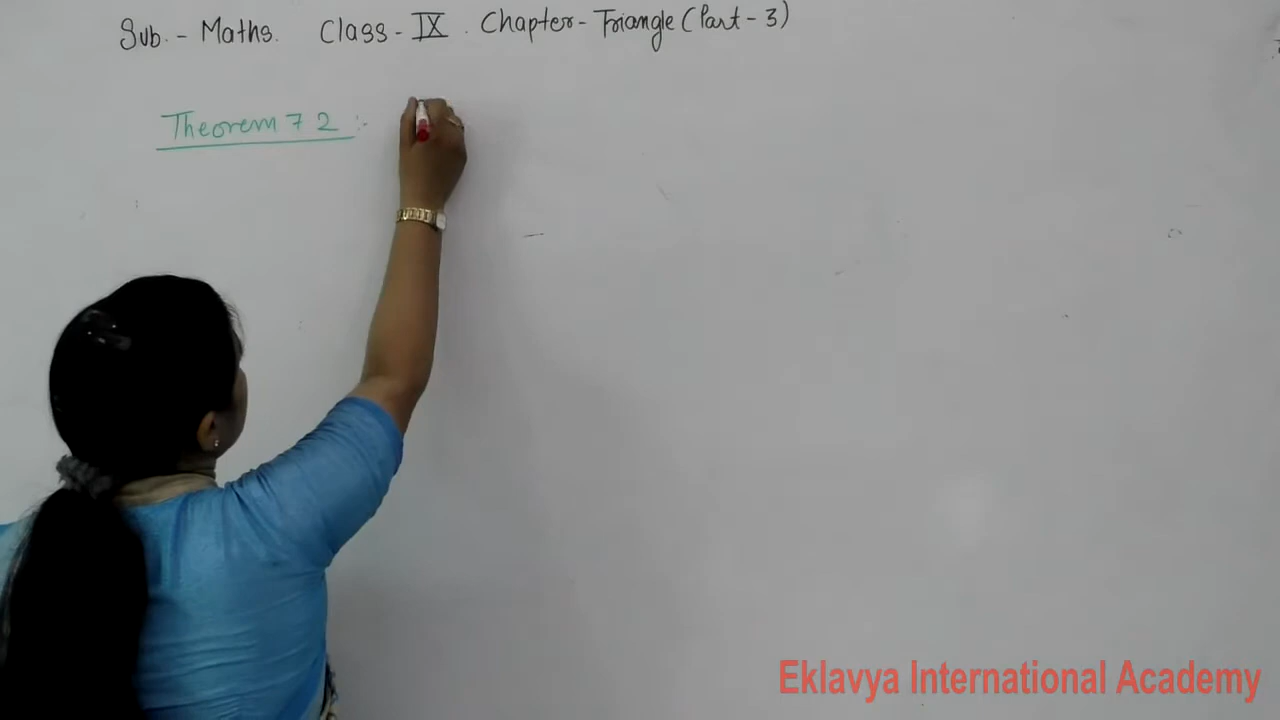 Sub. - Maths. Class - IX. Chapter - Triangle (Part - 3)
Theorem 7 2 :-
Eklavya International Academy